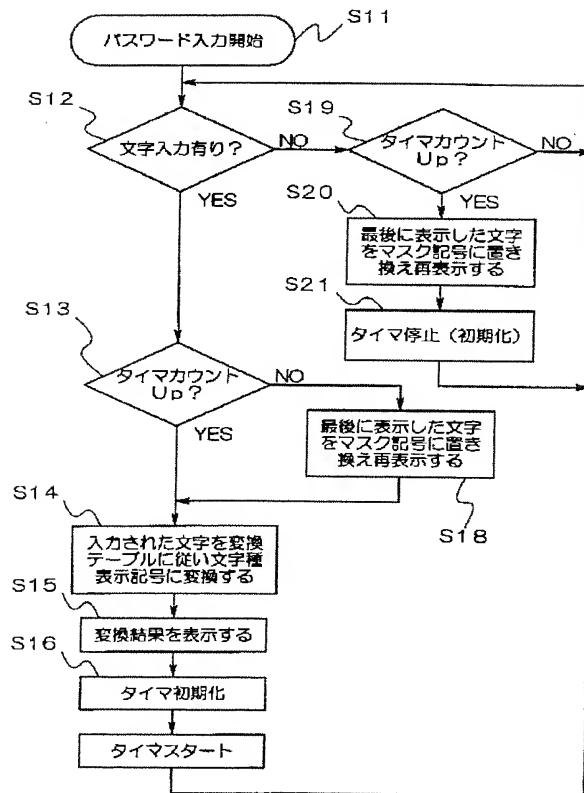 S11
パスワード入力開始
S12
文字入力有り？
NO
YES
S19
タイマカウント
Up？
NO
YES
S20
最後に表示した文字
をマスク記号に置き
換え再表示する
S21
タイマ停止（初期化）
S13
タイマカウント
Up？
NO
YES
最後に表示した文字
をマスク記号に置き
換え再表示する
S18
S14
入力された文字を変換
テーブルに従い文字種
表示記号に変換する
S15
変換結果を表示する
S16
タイマ初期化
タイマスタート